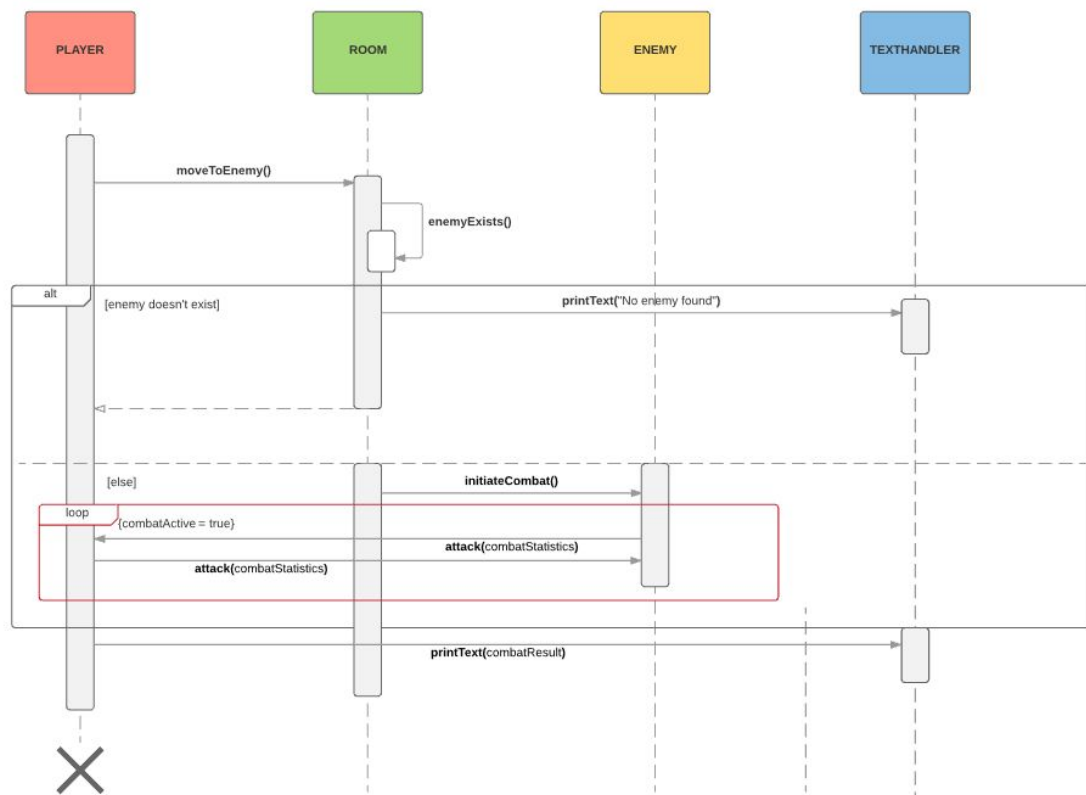 PLAYER
ROOM
ENEMY
TEXTHANDLER
moveToEnemy()
enemyExists()
alt
[enemy doesn't exist]
printText("No enemy found")
[else]
initiateCombat()
loop
{combatActive = true}
attack(combatStatistics)
attack(combatStatistics)
printText(combatResult)